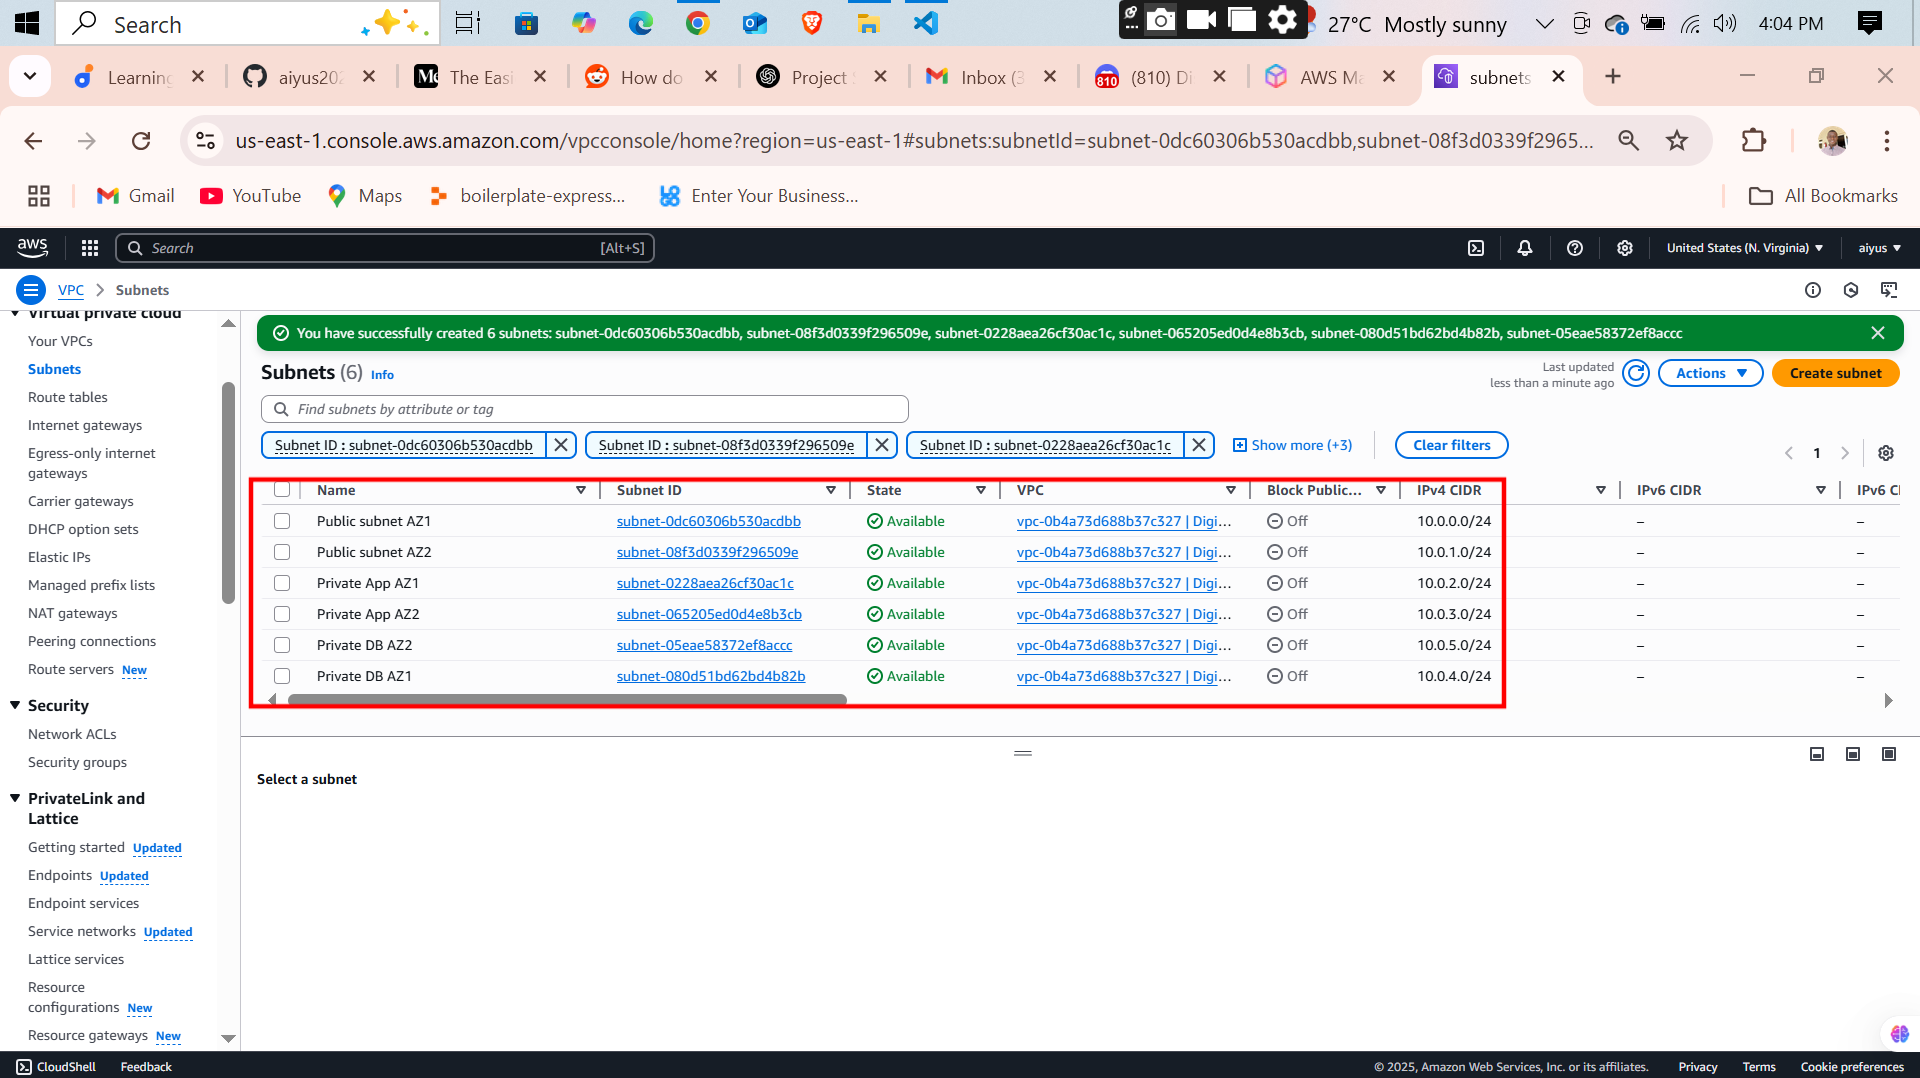 Search
27°C Mostly sunny
4:04 PM
Learning
aiyus202
The Easi
How do
Project S
Inbox (3
(810) Di
AWS Ma
subnets
us-east-1.console.aws.amazon.com/vpcconsole/home?region=us-east-1#subnets:subnetId=subnet-0dc60306b530acdbb,subnet-08f3d0339f2965...
Gmail
YouTube
Maps
boilerplate-express...
Enter Your Business...
All Bookmarks
aws
Search
[Alt+S]
United States (N. Virginia)
aiyus
VPC
Subnets
Virtual private cloud
Your VPCs
Subnets
Route tables
Internet gateways
Egress-only internet
gateways
Carrier gateways
DHCP option sets
Elastic IPs
Managed prefix lists
NAT gateways
Peering connections
Route servers New
Security
Network ACLs
Security groups
PrivateLink and
Lattice
Getting started Updated
Endpoints Updated
Endpoint services
Service networks Updated
Lattice services
Resource
configurations New
Resource gateways New
You have successfully created 6 subnets: subnet-0dc60306b530acdbb, subnet-08f3d0339f296509e, subnet-0228aea26cf30ac1c, subnet-065205ed0d4e8b3cb, subnet-080d51bd62bd4b82b, subnet-05eae58372ef8accc
Subnets (6) Info
Last updated
less than a minute ago
Actions
Create subnet
Find subnets by attribute or tag
Subnet ID : subnet-0dc60306b530acdbb
Subnet ID : subnet-08f3d0339f296509e
Subnet ID : subnet-0228aea26cf30ac1c
Show more (+3)
Clear filters
1
Name Subnet ID State VPC Block Public... IPv4 CIDR IPv6 CIDR IPv6 CI
Public subnet AZ1 subnet-0dc60306b530acdbb Available vpc-0b4a73d688b37c327 | Digi... Off 10.0.0.0/24 – –
Public subnet AZ2 subnet-08f3d0339f296509e Available vpc-0b4a73d688b37c327 | Digi... Off 10.0.1.0/24 – –
Private App AZ1 subnet-0228aea26cf30ac1c Available vpc-0b4a73d688b37c327 | Digi... Off 10.0.2.0/24 – –
Private App AZ2 subnet-065205ed0d4e8b3cb Available vpc-0b4a73d688b37c327 | Digi... Off 10.0.3.0/24 – –
Private DB AZ2 subnet-05eae58372ef8accc Available vpc-0b4a73d688b37c327 | Digi... Off 10.0.5.0/24 – –
Private DB AZ1 subnet-080d51bd62bd4b82b Available vpc-0b4a73d688b37c327 | Digi... Off 10.0.4.0/24 – –
Select a subnet
CloudShell
Feedback
© 2025, Amazon Web Services, Inc. or its affiliates.
Privacy
Terms
Cookie preferences